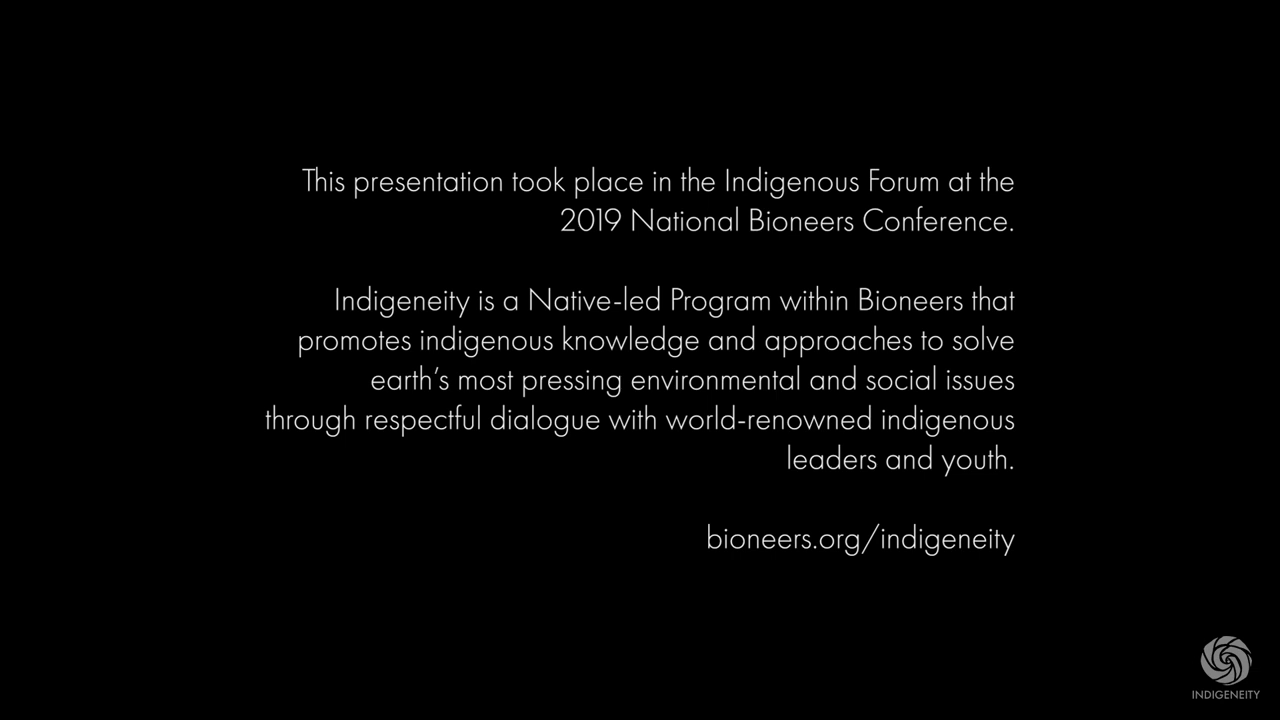 This presentation took place in the Indigenous Forum at the
2019 National Bioneers Conference.
Indigeneity is a Native-led Program within Bioneers that
promotes indigenous knowledge and approaches to solve
earth's most pressing environmental and social issues
through respectful dialogue with world-renowned indigenous
leaders and youth.
bioneers.org/indigeneity
INDIGENEITY